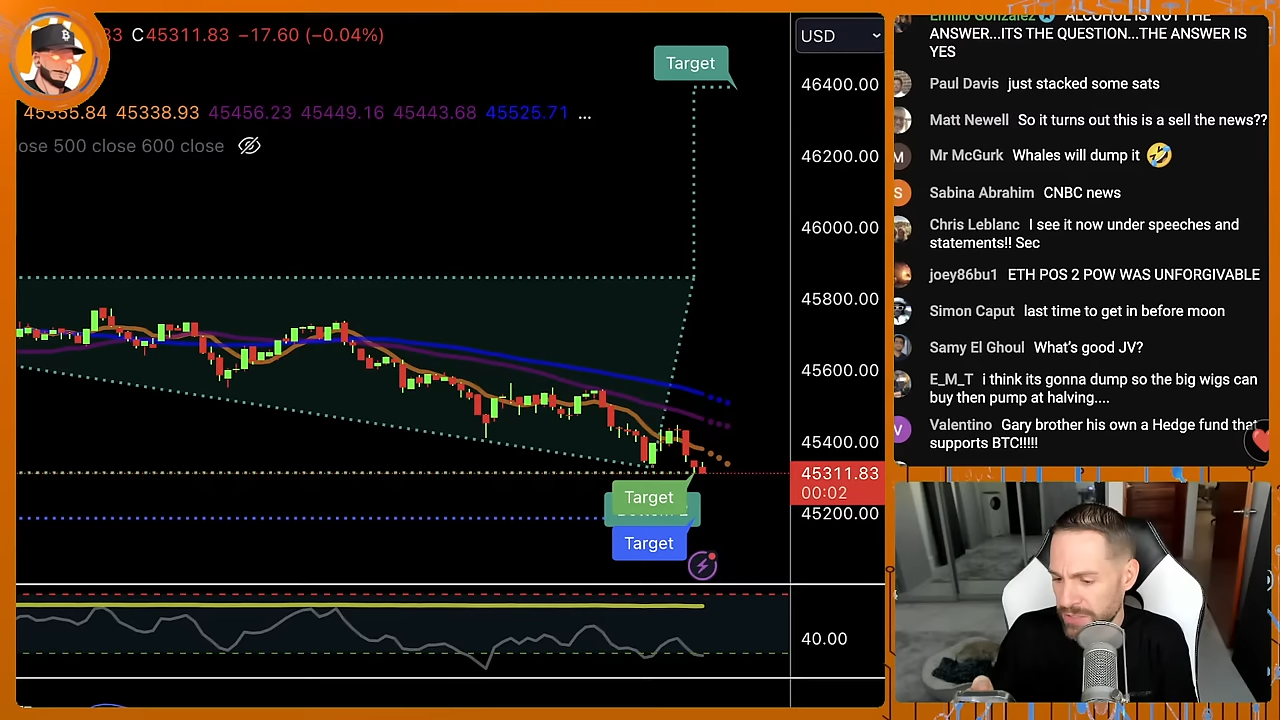 33 C45311.83 −17.60 (−0.04%)
45355.84 45338.93 45456.23 45449.16 45443.68 45525.71 ...
ose 500 close 600 close
Target
USD
46400.00
46200.00
46000.00
45800.00
45600.00
45400.00
45311.83
00:02
45200.00
40.00
Target
Target
Emilio Gonzalez ALCOHOL IS NOT THE
ANSWER...ITS THE QUESTION...THE ANSWER IS
YES
Paul Davis just stacked some sats
Matt Newell So it turns out this is a sell the news??
M Mr McGurk Whales will dump it 🤣
S Sabina Abrahim CNBC news
Chris Leblanc I see it now under speeches and
statements!! Sec
joey86bu1 ETH POS 2 POW WAS UNFORGIVABLE
Simon Caput last time to get in before moon
Samy El Ghoul What's good JV?
E_M_T i think its gonna dump so the big wigs can
buy then pump at halving....
V Valentino Gary brother his own a Hedge fund that
supports BTC!!!!!